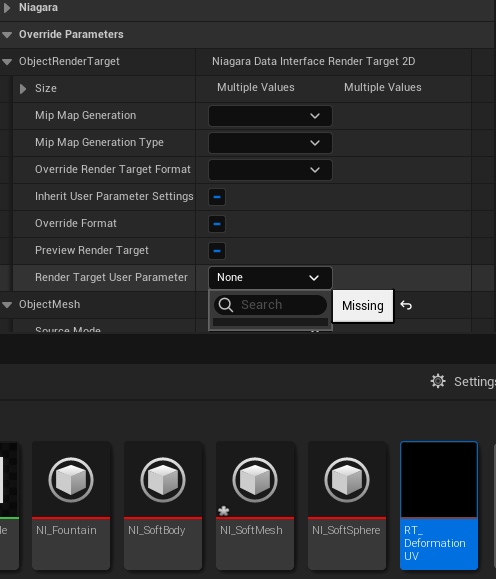 Niagara
Override Parameters
ObjectRenderTarget Niagara Data Interface Render Target 2D
Size Multiple Values Multiple Values
Mip Map Generation
Mip Map Generation Type
Override Render Target Format
Inherit User Parameter Settings
Override Format
Preview Render Target
Render Target User Parameter None
ObjectMesh Search Missing
Source Mode
Settings
le NI_Fountain NI_SoftBody NI_SoftMesh NI_SoftSphere RT_
Deformation
UV